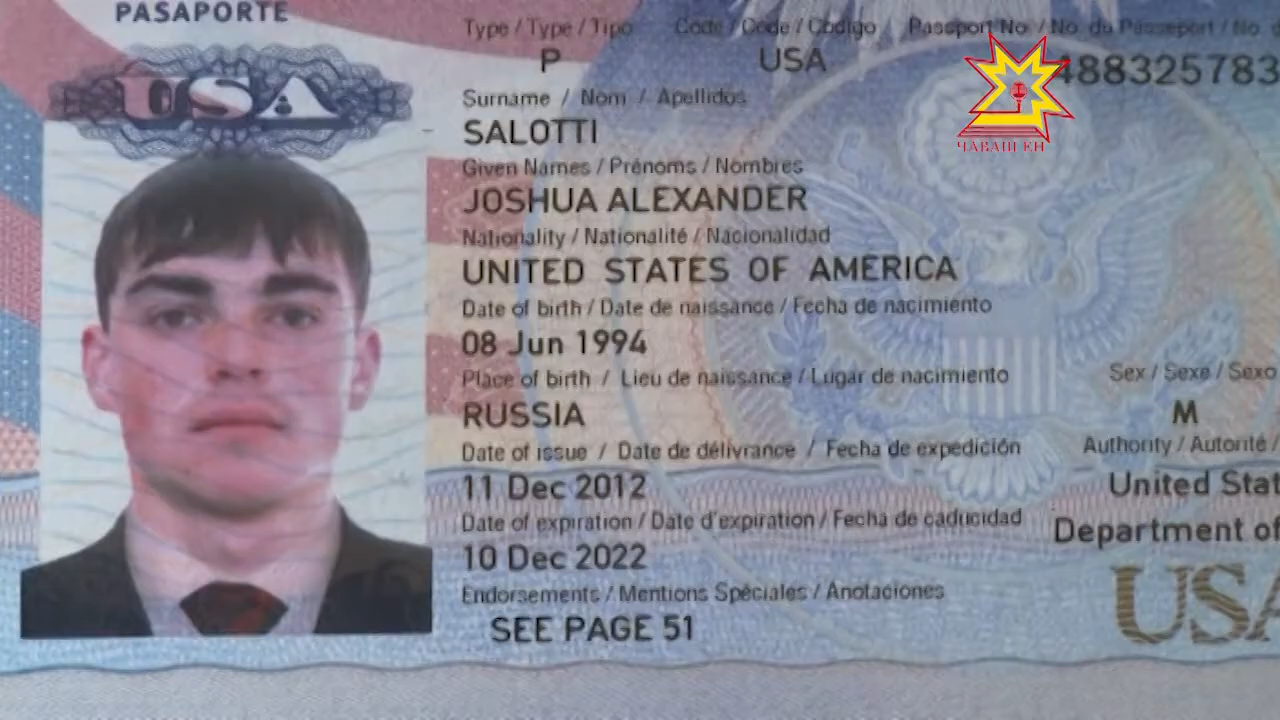 PASAPORTE
USA
Type / Type / Tipo Code / Code / Código Passport No / No. du Passeport / No. d
P USA 488325783
ЧӐВАШ ЕН
Surname / Nom / Apellidos
SALOTTI
Given Names / Prénoms / Nombres
JOSHUA ALEXANDER
Nationality / Nationalité / Nacionalidad
UNITED STATES OF AMERICA
Date of birth / Date de naissance / Fecha de nacimiento
08 Jun 1994
Place of birth / Lieu de naissance / Lugar de nacimiento Sex / Sexe / Sexo
RUSSIA M
Date of issue / Date de délivrance / Fecha de expedición Authority / Autorité /
11 Dec 2012 United Stat
Date of expiration / Date d'expiration / Fecha de caducidad Department of
10 Dec 2022
Endorsements / Mentions Spéciales / Anotaciones
SEE PAGE 51
USA